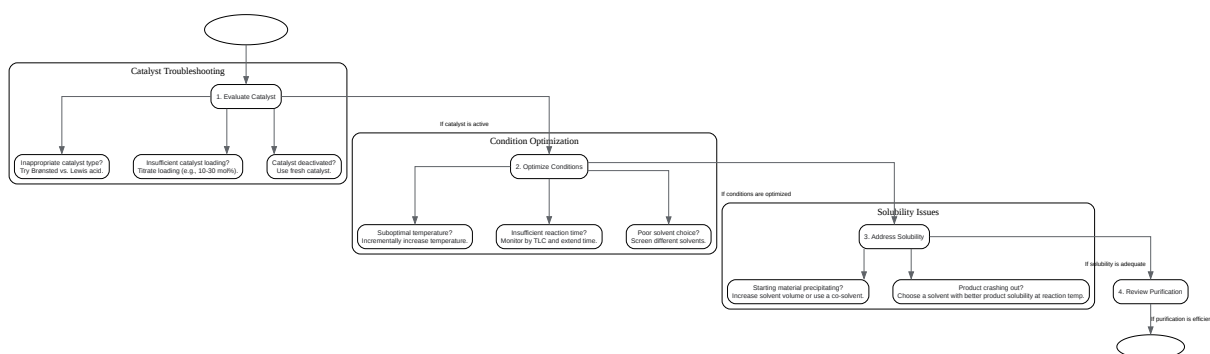 Catalyst Troubleshooting
1. Evaluate Catalyst
Inappropriate catalyst type?
Try Brønsted vs. Lewis acid.
Insufficient catalyst loading?
Titrate loading (e.g., 10-30 mol%).
Catalyst deactivated?
Use fresh catalyst.
If catalyst is active
Condition Optimization
2. Optimize Conditions
Suboptimal temperature?
Incrementally increase temperature.
Insufficient reaction time?
Monitor by TLC and extend time.
Poor solvent choice?
Screen different solvents.
If conditions are optimized
Solubility Issues
3. Address Solubility
Starting material precipitating?
Increase solvent volume or use a co-solvent.
Product crashing out?
Choose a solvent with better product solubility at reaction temp.
If solubility is adequate
4. Review Purification
If purification is efficien